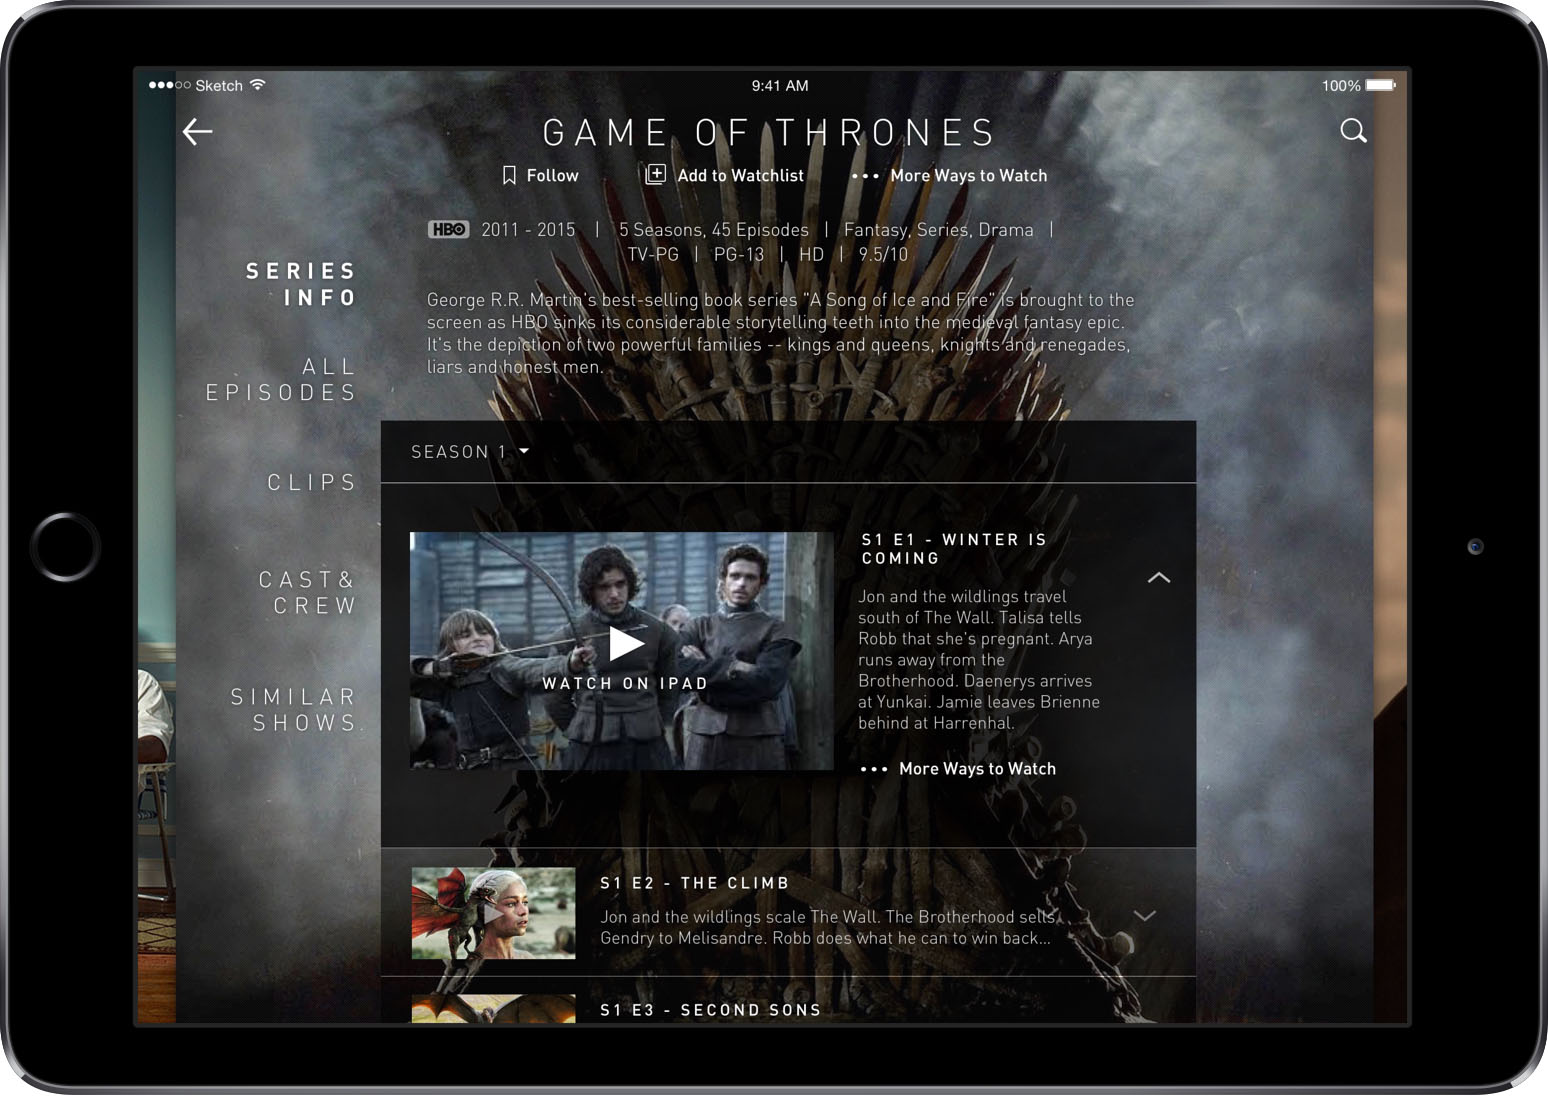 Sketch
9:41 AM
100%
GAME OF THRONES
Follow
Add to Watchlist
More Ways to Watch
HBO 2011 - 2015 | 5 Seasons, 45 Episodes | Fantasy, Series, Drama |
TV-PG | PG-13 | HD | 9.5/10
George R.R. Martin's best-selling book series "A Song of Ice and Fire" is brought to the
screen as HBO sinks its considerable storytelling teeth into the medieval fantasy epic.
It's the depiction of two powerful families -- kings and queens, knights and renegades,
liars and honest men.
SERIES
INFO
ALL
EPISODES
CLIPS
CAST&
CREW
SIMILAR
SHOWS
SEASON 1
WATCH ON IPAD
S1 E1 - WINTER IS
COMING
Jon and the wildlings travel
south of The Wall. Talisa tells
Robb that she's pregnant. Arya
runs away from the
Brotherhood. Daenerys arrives
at Yunkai. Jamie leaves Brienne
behind at Harrenhal.
More Ways to Watch
S1 E2 - THE CLIMB
Jon and the wildlings scale The Wall. The Brotherhood sells
Gendry to Melisandre. Robb does what he can to win back...
S1 E3 - SECOND SONS